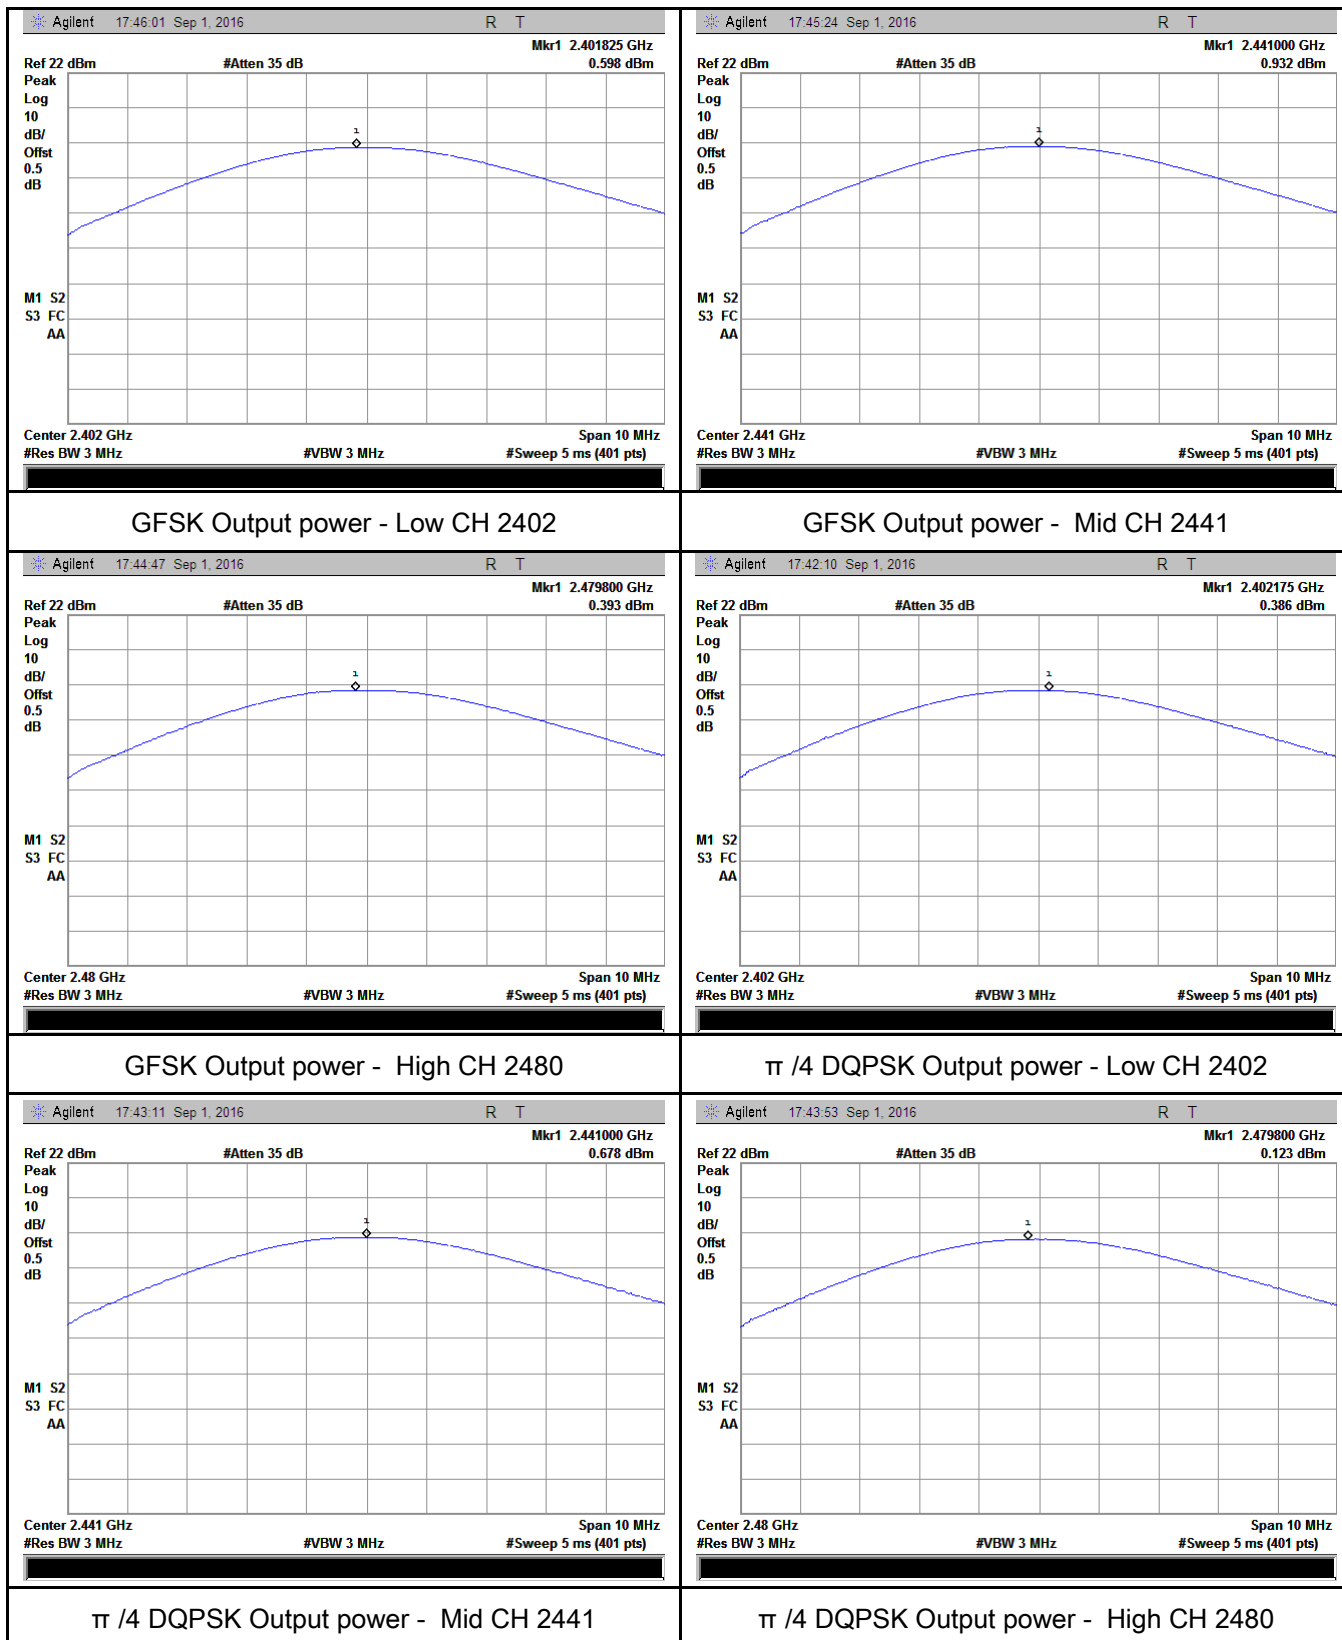 Agilent 17:46:01 Sep 1, 2016 R T
Mkr1 2.401825 GHz
Ref 22 dBm #Atten 35 dB 0.598 dBm
Peak
Log
10
dB/
Offst
0.5
dB
1
M1 S2
S3 FC
AA
Center 2.402 GHz Span 10 MHz
#Res BW 3 MHz #VBW 3 MHz #Sweep 5 ms (401 pts)
GFSK Output power - Low CH 2402
Agilent 17:45:24 Sep 1, 2016 R T
Mkr1 2.441000 GHz
Ref 22 dBm #Atten 35 dB 0.932 dBm
Peak
Log
10
dB/
Offst
0.5
dB
1
M1 S2
S3 FC
AA
Center 2.441 GHz Span 10 MHz
#Res BW 3 MHz #VBW 3 MHz #Sweep 5 ms (401 pts)
GFSK Output power - Mid CH 2441
Agilent 17:44:47 Sep 1, 2016 R T
Mkr1 2.479800 GHz
Ref 22 dBm #Atten 35 dB 0.393 dBm
Peak
Log
10
dB/
Offst
0.5
dB
1
M1 S2
S3 FC
AA
Center 2.48 GHz Span 10 MHz
#Res BW 3 MHz #VBW 3 MHz #Sweep 5 ms (401 pts)
GFSK Output power - High CH 2480
Agilent 17:42:10 Sep 1, 2016 R T
Mkr1 2.402175 GHz
Ref 22 dBm #Atten 35 dB 0.386 dBm
Peak
Log
10
dB/
Offst
0.5
dB
1
M1 S2
S3 FC
AA
Center 2.402 GHz Span 10 MHz
#Res BW 3 MHz #VBW 3 MHz #Sweep 5 ms (401 pts)
π /4 DQPSK Output power - Low CH 2402
Agilent 17:43:11 Sep 1, 2016 R T
Mkr1 2.441000 GHz
Ref 22 dBm #Atten 35 dB 0.678 dBm
Peak
Log
10
dB/
Offst
0.5
dB
1
M1 S2
S3 FC
AA
Center 2.441 GHz Span 10 MHz
#Res BW 3 MHz #VBW 3 MHz #Sweep 5 ms (401 pts)
π /4 DQPSK Output power - Mid CH 2441
Agilent 17:43:53 Sep 1, 2016 R T
Mkr1 2.479800 GHz
Ref 22 dBm #Atten 35 dB 0.123 dBm
Peak
Log
10
dB/
Offst
0.5
dB
1
M1 S2
S3 FC
AA
Center 2.48 GHz Span 10 MHz
#Res BW 3 MHz #VBW 3 MHz #Sweep 5 ms (401 pts)
π /4 DQPSK Output power - High CH 2480